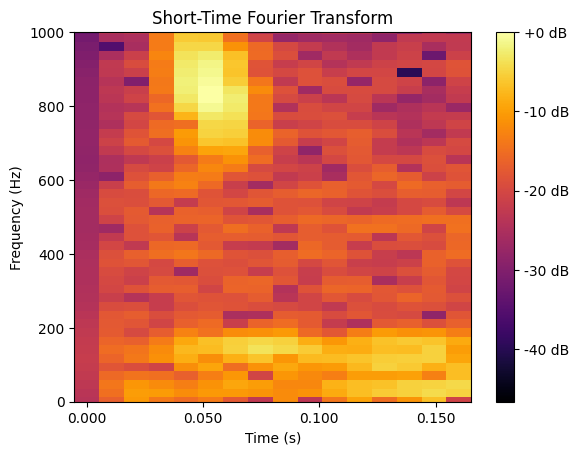 Short-Time Fourier Transform
1000
800
600
400
200
0
Frequency (Hz)
0.000
0.050
0.100
0.150
Time (s)
+0 dB
-10 dB
-20 dB
-30 dB
-40 dB